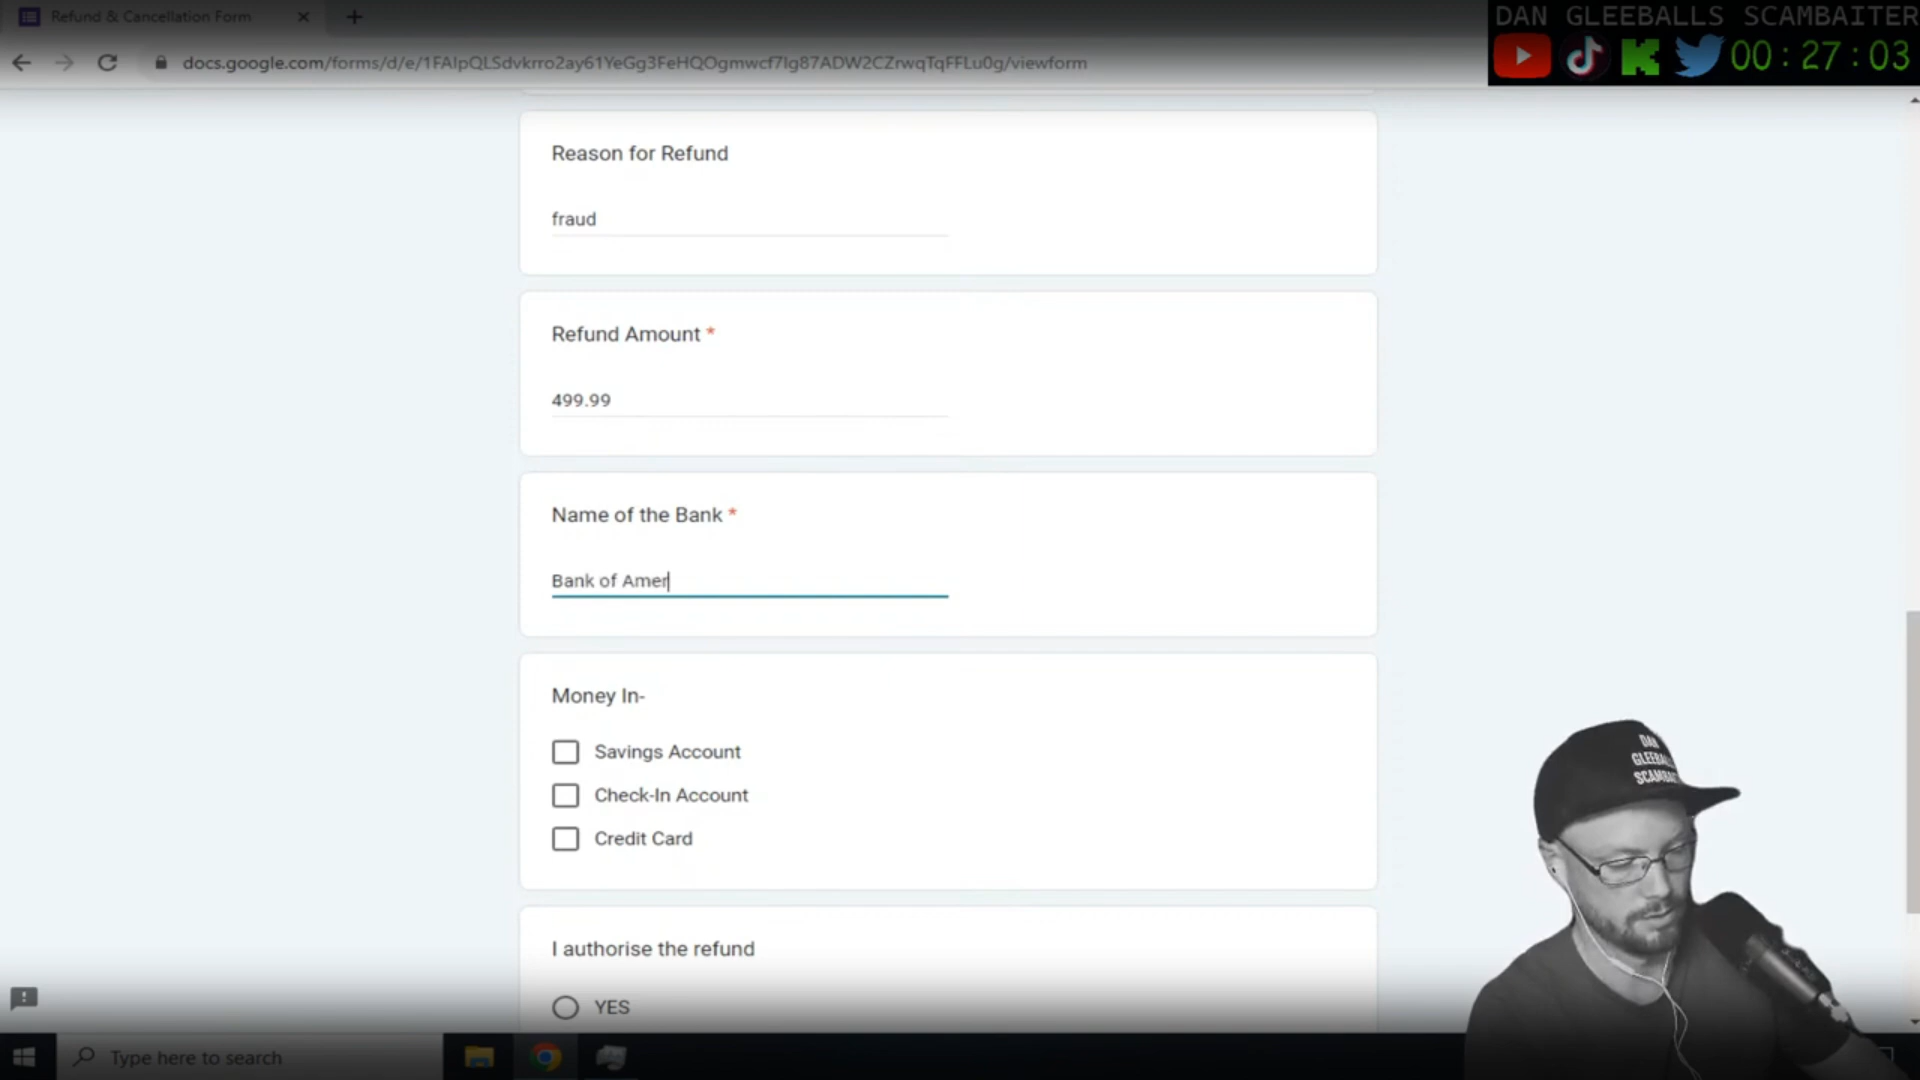 Refund & Cancellation Form
DAN GLEEBALLS SCAMBAITER
docs.google.com/forms/d/e/1FAIpQLSdvkrro2ay61YeGg3FeHQOgmwcf7Ig87ADW2CZrwqTqFFLu0g/viewform
00:27:03
Reason for Refund
fraud
Refund Amount *
499.99
Name of the Bank *
Bank of Amer
Money In-
Savings Account
Check-In Account
Credit Card
I authorise the refund
YES
Type here to search
DAN
GLEEBALLS